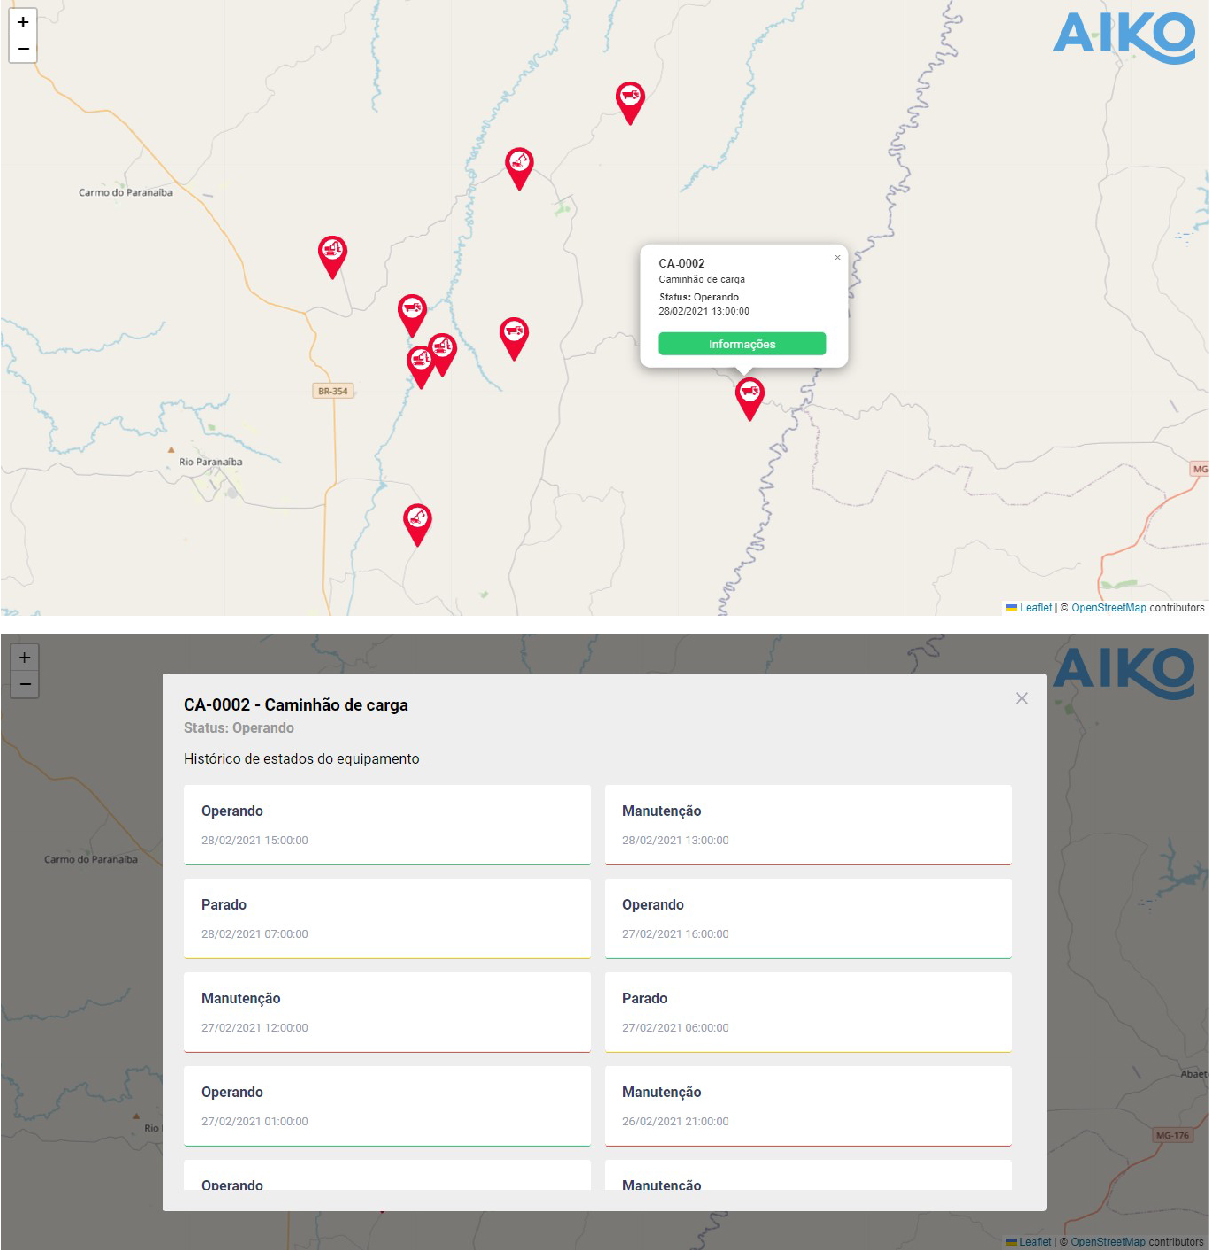 +
−
AIKO
Carmo do Paranaíba
CA-0002
×
Caminhão de carga
Status: Operando
28/02/2021 13:00:00
Informações
BR-354
Rio Paranaíba
MG
Leaflet | © OpenStreetMap contributors
+
−
AIKO
CA-0002 - Caminhão de carga
Status: Operando
Histórico de estados do equipamento
Operando
28/02/2021 15:00:00
Manutenção
28/02/2021 13:00:00
Carmo do Paranaíba
Parado
28/02/2021 07:00:00
Operando
27/02/2021 16:00:00
Manutenção
27/02/2021 12:00:00
Parado
27/02/2021 06:00:00
Abaet
Operando
27/02/2021 01:00:00
Manutenção
26/02/2021 21:00:00
Rio
MG-176
Operando
Manutenção
Leaflet | © OpenStreetMap contributors